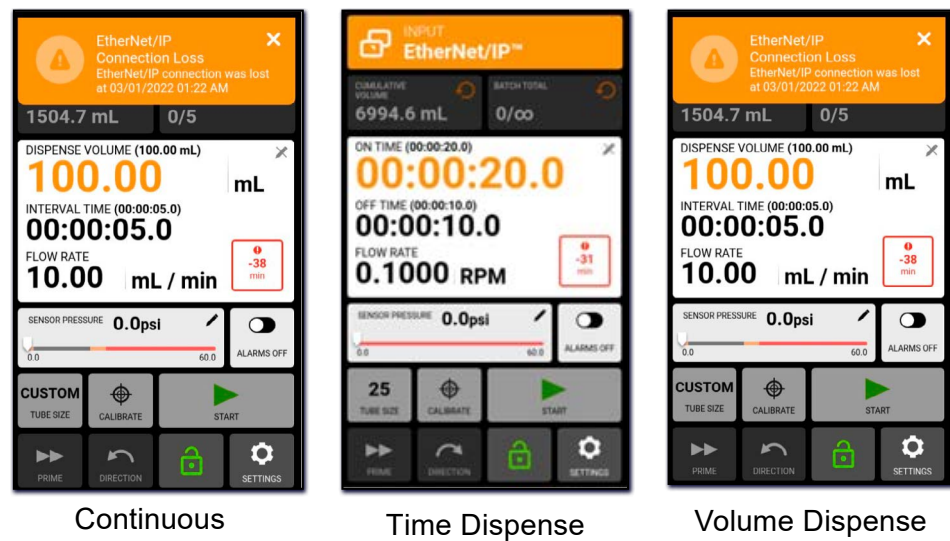 EtherNet/IP
Connection Loss
EtherNet/IP connection was lost
at 03/01/2022 01:22 AM
1504.7 mL 0/5
DISPENSE VOLUME (100.00 mL)
100.00 mL
INTERVAL TIME (00:00:05.0)
00:00:05.0
FLOW RATE
10.00 mL / min
-38
min
SENSOR PRESSURE 0.0psi
0.0 60.0
ALARMS OFF
CUSTOM
TUBE SIZE
CALIBRATE
START
PRIME
DIRECTION
SETTINGS
Continuous
INPUT
EtherNet/IP™
CUMULATIVE
VOLUME
6994.6 mL
BATCH TOTAL
0/∞
ON TIME (00:00:20.0)
00:00:20.0
OFF TIME (00:00:10.0)
00:00:10.0
FLOW RATE
0.1000 RPM
-31
min
SENSOR PRESSURE 0.0psi
0.0 60.0
ALARMS OFF
25
TUBE SIZE
CALIBRATE
START
PRIME
DIRECTION
SETTINGS
Time Dispense
EtherNet/IP
Connection Loss
EtherNet/IP connection was lost
at 03/01/2022 01:22 AM
1504.7 mL 0/5
DISPENSE VOLUME (100.00 mL)
100.00 mL
INTERVAL TIME (00:00:05.0)
00:00:05.0
FLOW RATE
10.00 mL / min
-38
min
SENSOR PRESSURE 0.0psi
0.0 60.0
ALARMS OFF
CUSTOM
TUBE SIZE
CALIBRATE
START
PRIME
DIRECTION
SETTINGS
Volume Dispense